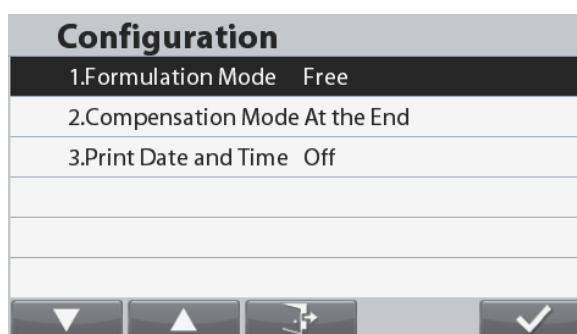 Configuration
1.Formulation Mode Free
2.Compensation Mode At the End
3.Print Date and Time Off